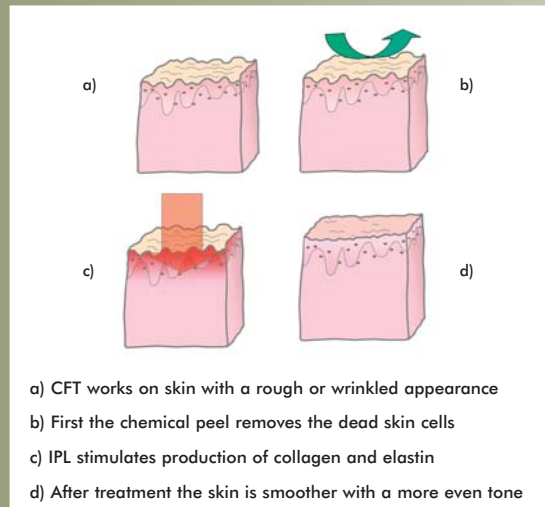 a)
b)
c)
d)
a) CFT works on skin with a rough or wrinkled appearance
b) First the chemical peel removes the dead skin cells
c) IPL stimulates production of collagen and elastin
d) After treatment the skin is smoother with a more even tone